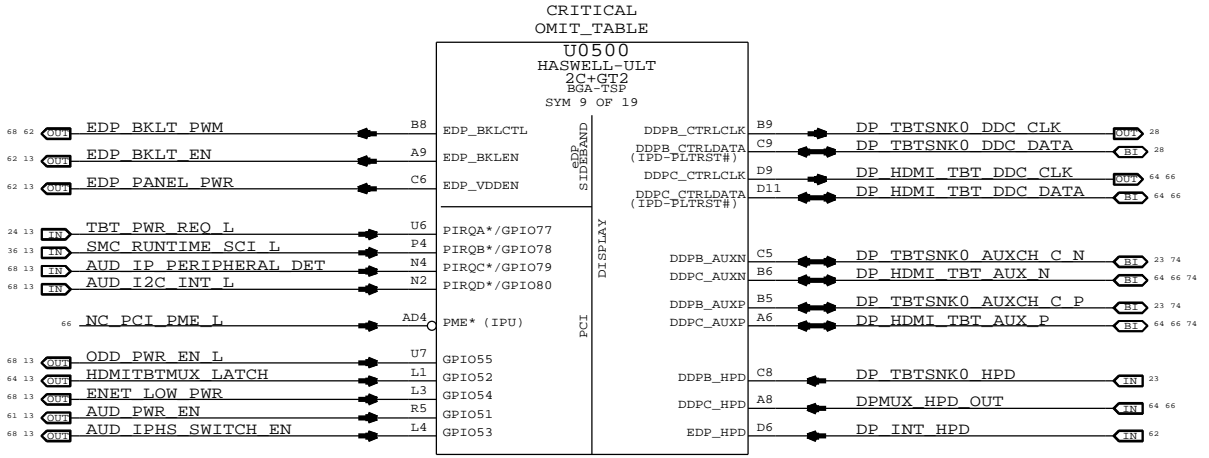 CRITICAL
OMIT_TABLE
U0500
HASWELL-ULT
2C+GT2
BGA-TSP
SYM 9 OF 19
68 62 OUT EDP_BKLT_PWM B8 EDP_BKLCTL
62 13 OUT EDP_BKLT_EN A9 EDP_BKLEN
62 13 OUT EDP_PANEL_PWR C6 EDP_VDDEN
eDP
SIDEBAND
24 13 IN TBT_PWR_REQ_L U6 PIRQA*/GPIO77
36 13 IN SMC_RUNTIME_SCI_L P4 PIRQB*/GPIO78
68 13 IN AUD_IP_PERIPHERAL_DET N4 PIRQC*/GPIO79
68 13 IN AUD_I2C_INT_L N2 PIRQD*/GPIO80
66 NC_PCI_PME_L AD4 PME* (IPU)
68 13 OUT ODD_PWR_EN_L U7 GPIO55
64 13 OUT HDMITBTMUX_LATCH L1 GPIO52
68 13 OUT ENET_LOW_PWR L3 GPIO54
61 13 OUT AUD_PWR_EN R5 GPIO51
68 13 OUT AUD_IPHS_SWITCH_EN L4 GPIO53
PCI
DISPLAY
DDPB_CTRLCLK B9 DP_TBTSNK0_DDC_CLK OUT 28
DDPB_CTRLDATA C9 DP_TBTSNK0_DDC_DATA BI 28
(IPD-PLTRST#)
DDPC_CTRLCLK D9 DP_HDMI_TBT_DDC_CLK OUT 64 66
DDPC_CTRLDATA D11 DP_HDMI_TBT_DDC_DATA BI 64 66
(IPD-PLTRST#)
DDPB_AUXN C5 DP_TBTSNK0_AUXCH_C_N BI 23 74
DDPC_AUXN B6 DP_HDMI_TBT_AUX_N BI 64 66 74
DDPB_AUXP B5 DP_TBTSNK0_AUXCH_C_P BI 23 74
DDPC_AUXP A6 DP_HDMI_TBT_AUX_P BI 64 66 74
DDPB_HPD C8 DP_TBTSNK0_HPD IN 23
DDPC_HPD A8 DPMUX_HPD_OUT IN 64 66
EDP_HPD D6 DP_INT_HPD IN 62